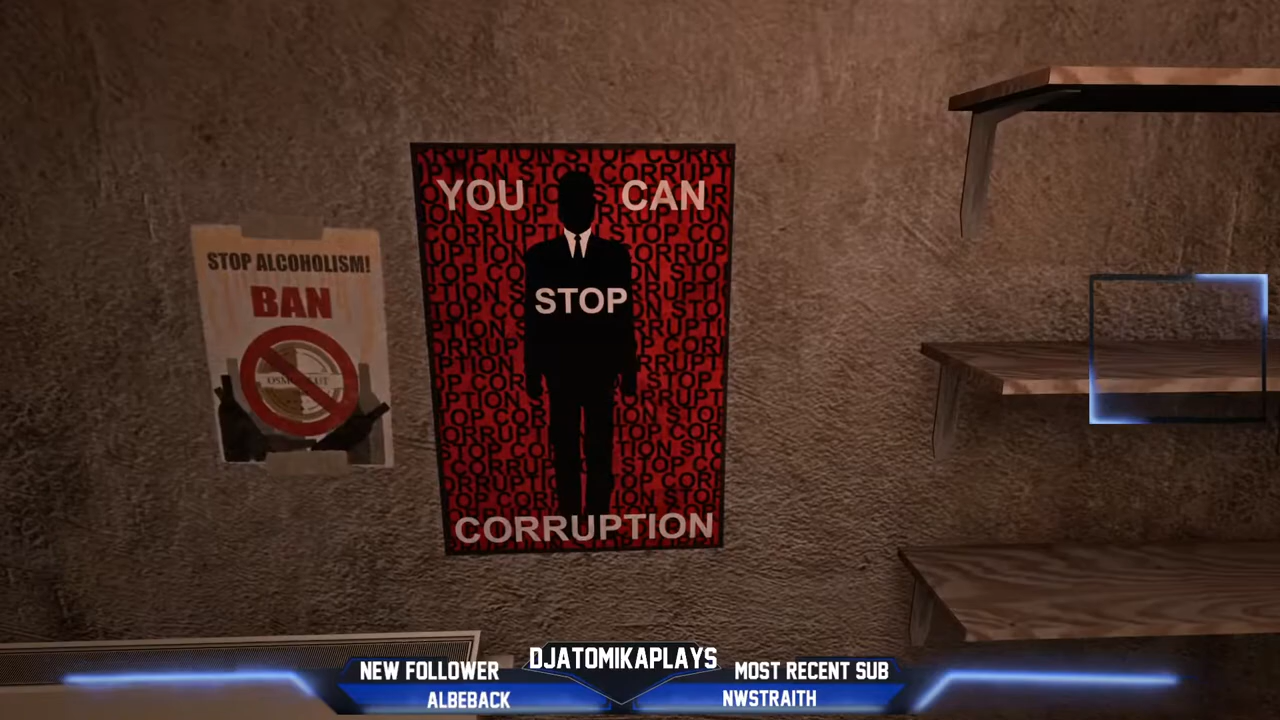 STOP ALCOHOLISM!
BAN
YOU CAN
STOP
CORRUPTION
DJATOMIKAPLAYS
NEW FOLLOWER
ALBEBACK
MOST RECENT SUB
NWSTRAITH